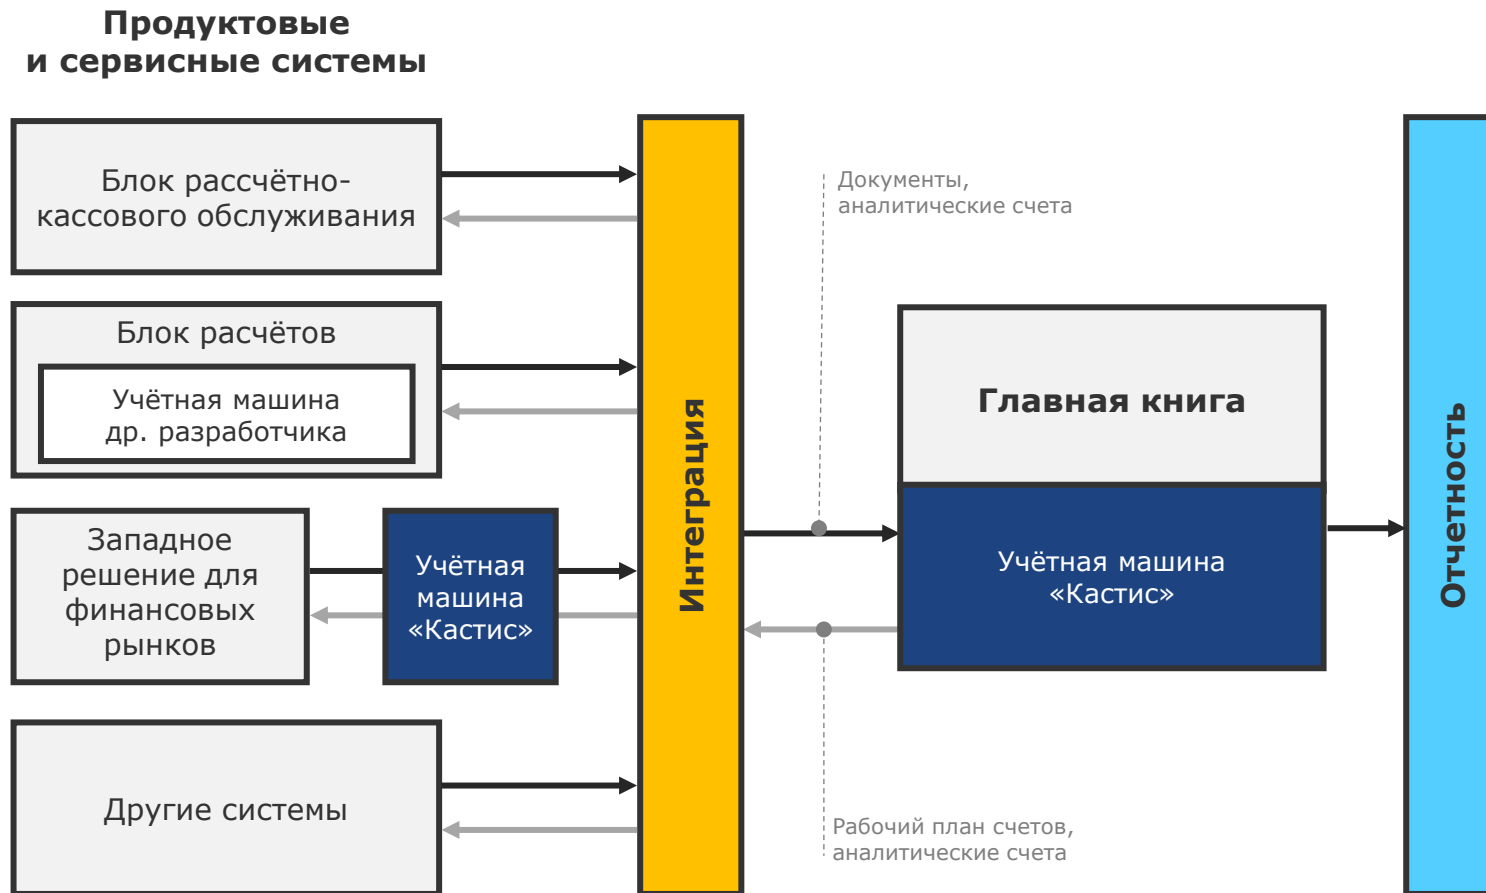 Продуктовые
и сервисные системы
Блок рассчётно-
кассового обслуживания
Блок расчётов
Учётная машина
др. разработчика
Западное
решение для
финансовых
рынков
Учётная
машина
«Кастис»
Другие системы
Интеграция
Документы,
аналитические счета
Главная книга
Учётная машина
«Кастис»
Рабочий план счетов,
аналитические счета
Отчетность